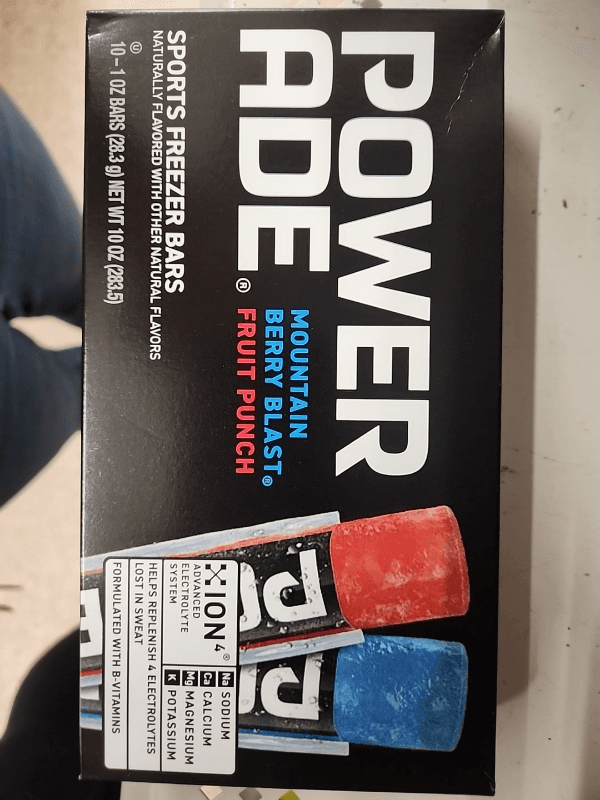 POWER
ADE®
MOUNTAIN
BERRY BLAST®
FRUIT PUNCH
SPORTS FREEZER BARS
NATURALLY FLAVORED WITH OTHER NATURAL FLAVORS
Ⓤ
10–1 OZ BARS (28.3 g) NET WT 10 OZ (283.5)
ION4®
ADVANCED
ELECTROLYTE
SYSTEM
Na SODIUM
Ca CALCIUM
Mg MAGNESIUM
K POTASSIUM
HELPS REPLENISH 4 ELECTROLYTES
LOST IN SWEAT
FORMULATED WITH B-VITAMINS